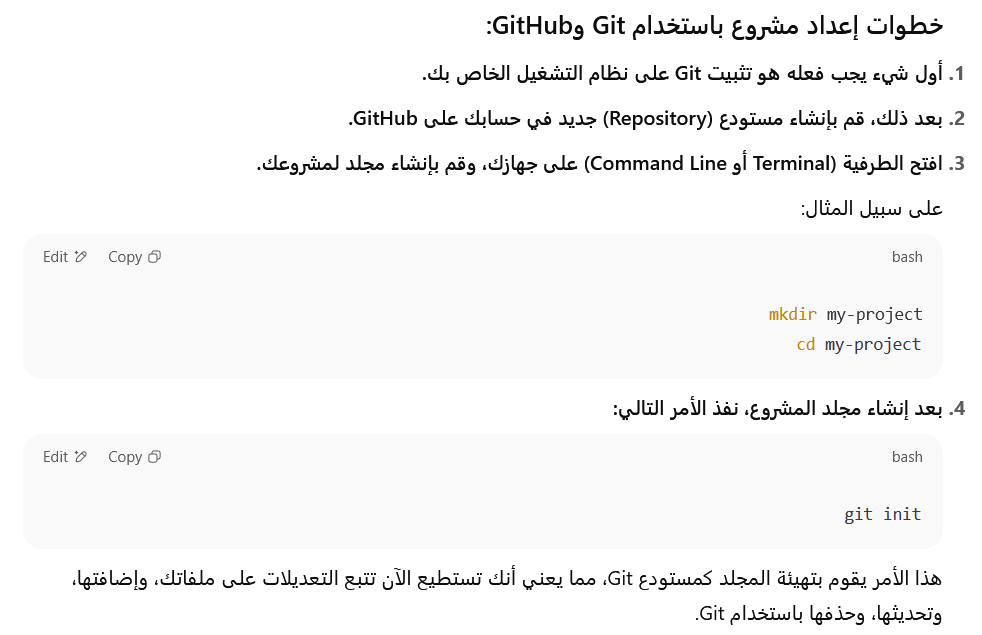 خطوات إعداد مشروع باستخدام Git وGitHub:
1. أول شيء يجب فعله هو تثبيت Git على نظام التشغيل الخاص بك.
2. بعد ذلك، قم بإنشاء مستودع (Repository) جديد في حسابك على GitHub.
3. افتح الطرفية (Terminal أو Command Line) على جهازك، وقم بإنشاء مجلد لمشروعك.
على سبيل المثال:
bash Copy Edit
mkdir my-project
cd my-project
4. بعد إنشاء مجلد المشروع، نفذ الأمر التالي:
bash Copy Edit
git init
هذا الأمر يقوم بتهيئة المجلد كمستودع Git، مما يعني أنك تستطيع الآن تتبع التعديلات على ملفاتك، وإضافتها،
وتحديثها، وحذفها باستخدام Git.